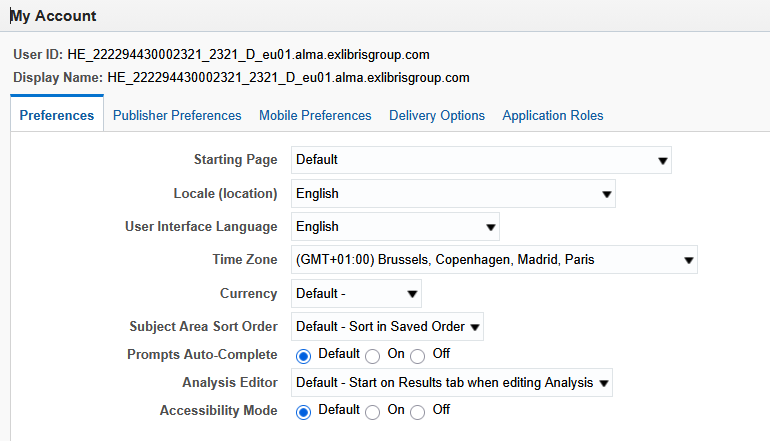 My Account
User ID: HE_222294430002321_2321_D_eu01.alma.exlibrisgroup.com
Display Name: HE_222294430002321_2321_D_eu01.alma.exlibrisgroup.com
Preferences Publisher Preferences Mobile Preferences Delivery Options Application Roles
Starting Page Default
Locale (location) English
User Interface Language English
Time Zone (GMT+01:00) Brussels, Copenhagen, Madrid, Paris
Currency Default -
Subject Area Sort Order Default - Sort in Saved Order
Prompts Auto-Complete Default On Off
Analysis Editor Default - Start on Results tab when editing Analysis
Accessibility Mode Default On Off